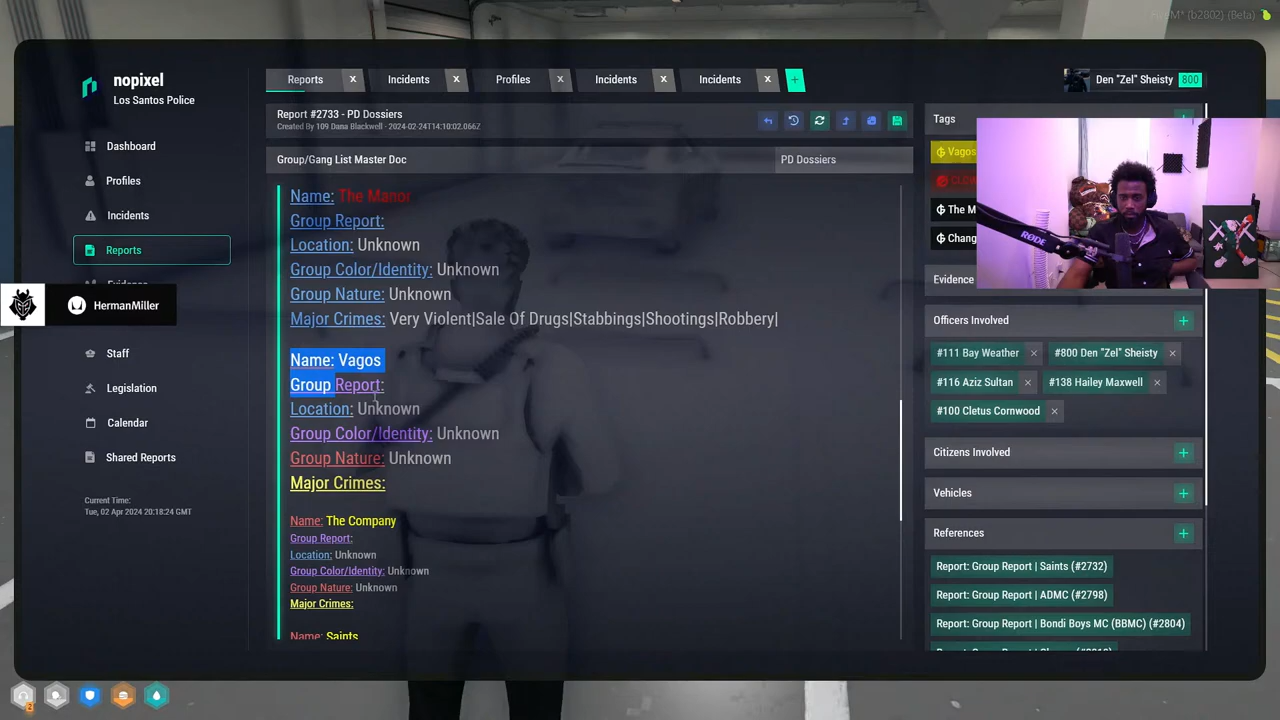 (b2802) (Beta)
nopixel
Los Santos Police
Reports
Incidents
Profiles
Incidents
Incidents
Den "Zel" Sheisty 800
Report #2733 - PD Dossiers
Created By 109 Dana Blackwell - 2024-02-24T14:10:02.066Z
Group/Gang List Master Doc
PD Dossiers
Dashboard
Profiles
Incidents
Reports
HermanMiller
Staff
Legislation
Calendar
Shared Reports
Current Time:
Tue, 02 Apr 2024 20:18:24 GMT
Name: The Manor
Group Report:
Location: Unknown
Group Color/Identity: Unknown
Group Nature: Unknown
Major Crimes: Very Violent|Sale Of Drugs|Stabbings|Shootings|Robbery|
Name: Vagos
Group Report:
Location: Unknown
Group Color/Identity: Unknown
Group Nature: Unknown
Major Crimes:
Name: The Company
Group Report:
Location: Unknown
Group Color/Identity: Unknown
Group Nature: Unknown
Major Crimes:
Name: Saints
Tags
Vagos
The M
Chang
RØDE
Evidence
Officers Involved
#111 Bay Weather
#800 Den "Zel" Sheisty
#116 Aziz Sultan
#138 Hailey Maxwell
#100 Cletus Cornwood
Citizens Involved
Vehicles
References
Report: Group Report | Saints (#2732)
Report: Group Report | ADMC (#2798)
Report: Group Report | Bondi Boys MC (BBMC) (#2804)
2